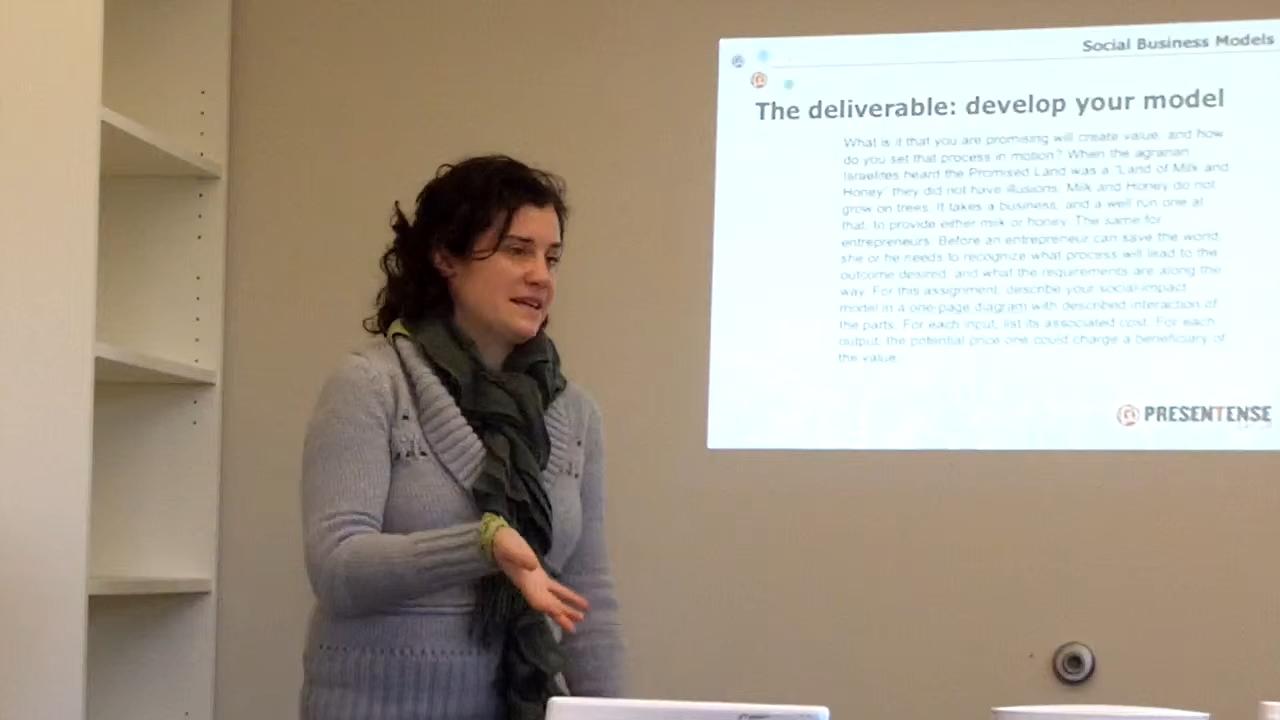 Social Business Models
The deliverable: develop your model
What is it that you are promising will create value, and how
do you set that process in motion? When the agrarian
Israelites heard the Promised Land was a "Land of Milk and
Honey" they did not have illusions. Milk and Honey do not
grow on trees. It takes a business, and a well run one at
that, to provide either milk or honey. The same for
entrepreneurs. Before an entrepreneur can save the world,
she or he needs to recognize what process will lead to the
outcome desired, and what the requirements are along the
way. For this assignment, describe your social-impact
model in a one-page diagram with described interaction of
the parts. For each input, list its associated cost. For each
output, the potential price one could charge a beneficiary of
the value.
PRESENTENSE